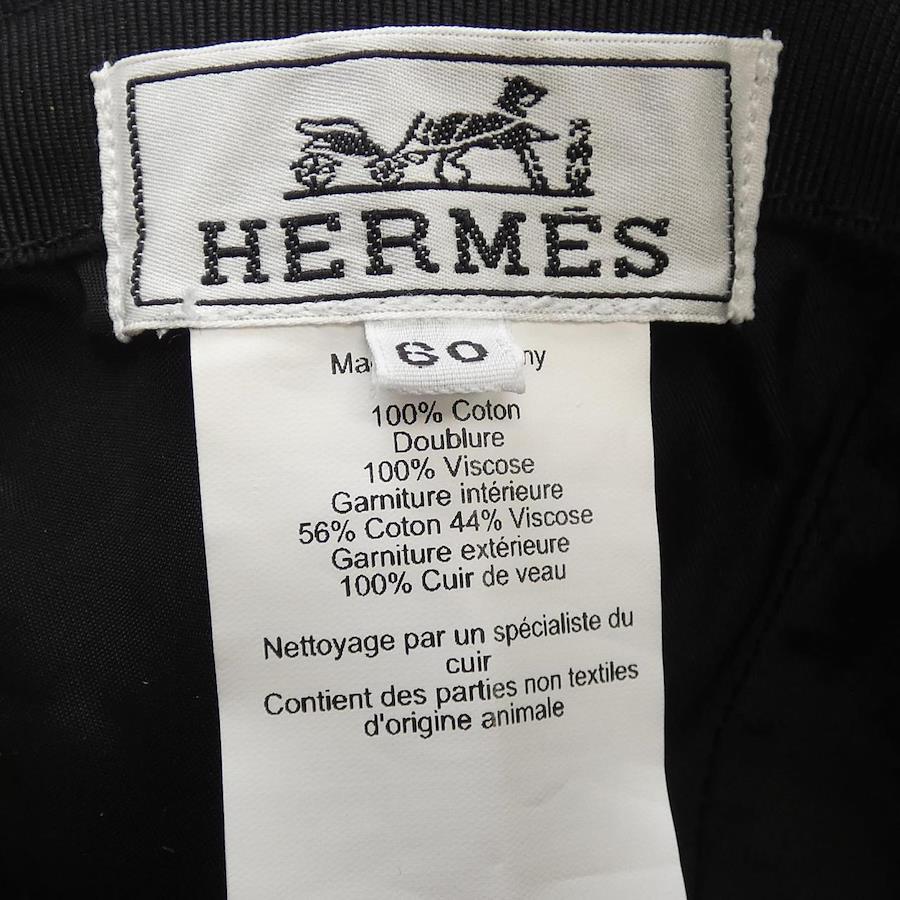 HERMÈS
60
100% Coton
Doublure
100% Viscose
Garniture intérieure
56% Coton 44% Viscose
Garniture extérieure
100% Cuir de veau
Nettoyage par un spécialiste du
cuir
Contient des parties non textiles
d'origine animale